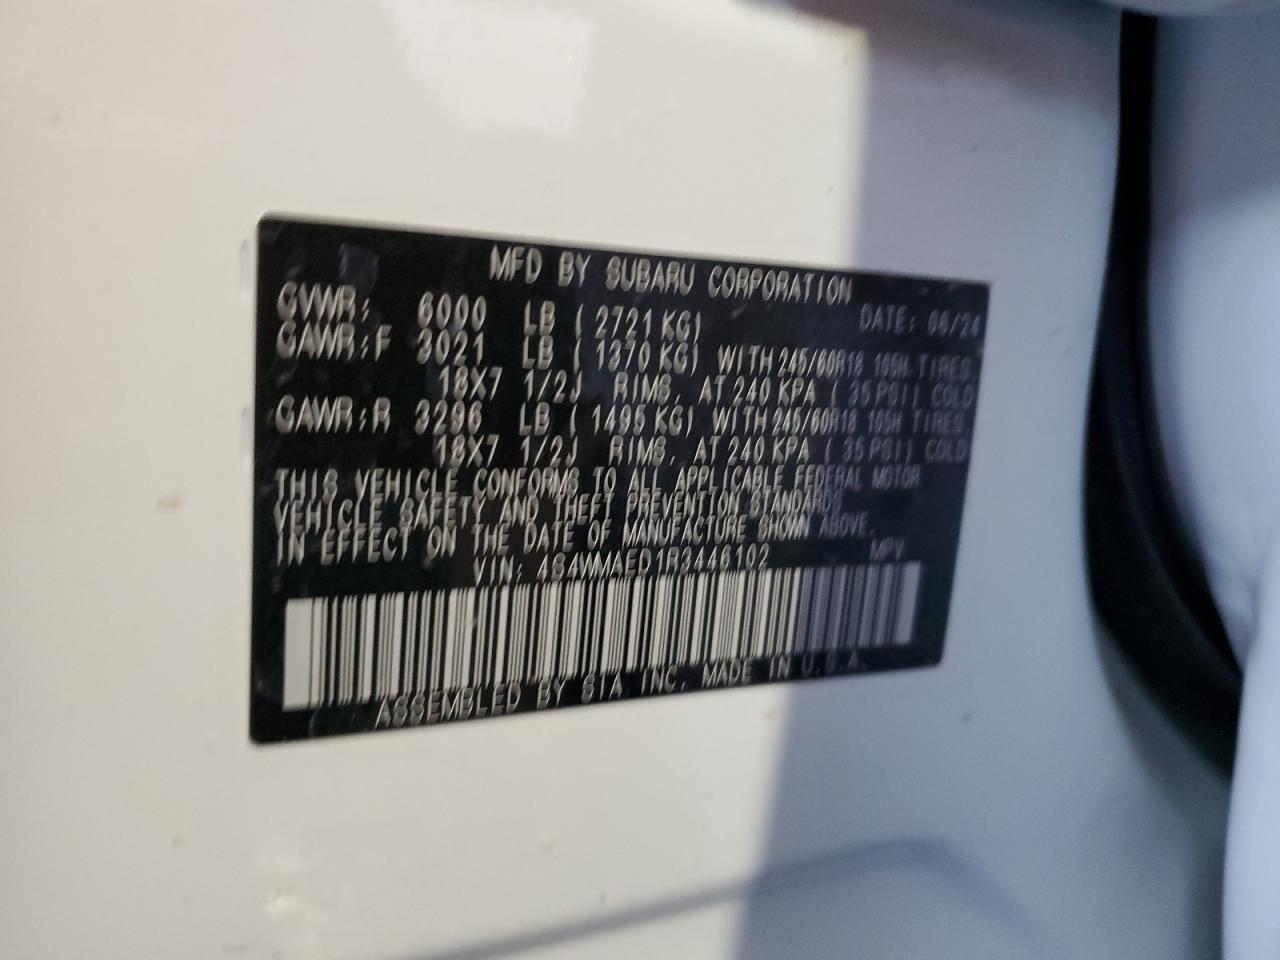 MFD BY SUBARU CORPORATION
DATE: 06/24
GVWR: 6000 LB (2721 KG)
GAWR:F 3021 LB (1370 KG) WITH 245/60R18 105H TIRES
18X7 1/2J RIMS, AT 240 KPA (35 PSI) COLD
GAWR:R 3296 LB (1495 KG) WITH 245/60R18 105H TIRES
18X7 1/2J RIMS, AT 240 KPA (35 PSI) COLD
THIS VEHICLE CONFORMS TO ALL APPLICABLE FEDERAL MOTOR
VEHICLE SAFETY AND THEFT PREVENTION STANDARDS
IN EFFECT ON THE DATE OF MANUFACTURE SHOWN ABOVE.
VIN: 4S4WMAED1R3446102 MPV
ASSEMBLED BY SIA INC. MADE IN U.S.A.